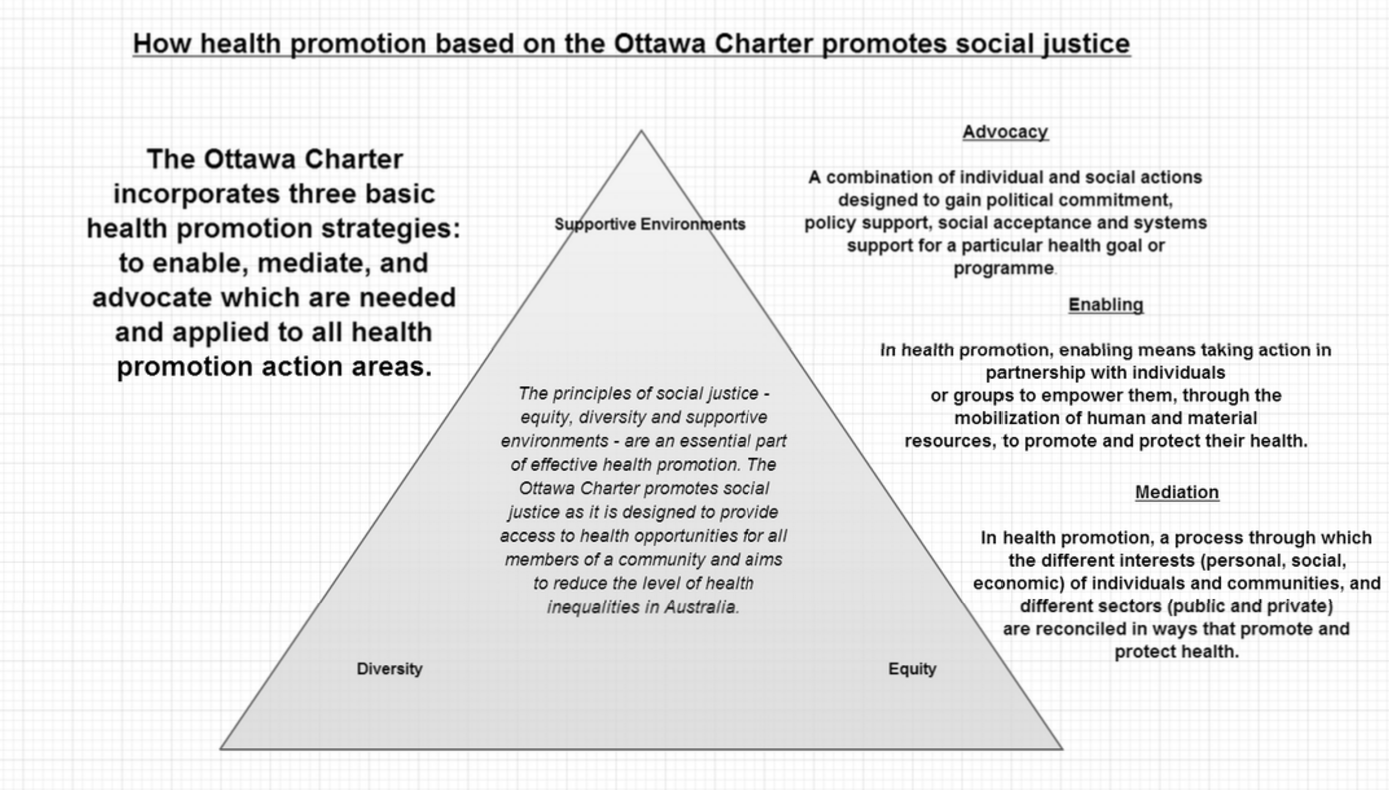 How health promotion based on the Ottawa Charter promotes social justice
The Ottawa Charter
incorporates three basic
health promotion strategies:
to enable, mediate, and
advocate which are needed
and applied to all health
promotion action areas.
Supportive Environments
The principles of social justice -
equity, diversity and supportive
environments - are an essential part
of effective health promotion. The
Ottawa Charter promotes social
justice as it is designed to provide
access to health opportunities for all
members of a community and aims
to reduce the level of health
inequalities in Australia.
Diversity
Equity
Advocacy
A combination of individual and social actions
designed to gain political commitment,
policy support, social acceptance and systems
support for a particular health goal or
programme.
Enabling
In health promotion, enabling means taking action in
partnership with individuals
or groups to empower them, through the
mobilization of human and material
resources, to promote and protect their health.
Mediation
In health promotion, a process through which
the different interests (personal, social,
economic) of individuals and communities, and
different sectors (public and private)
are reconciled in ways that promote and
protect health.